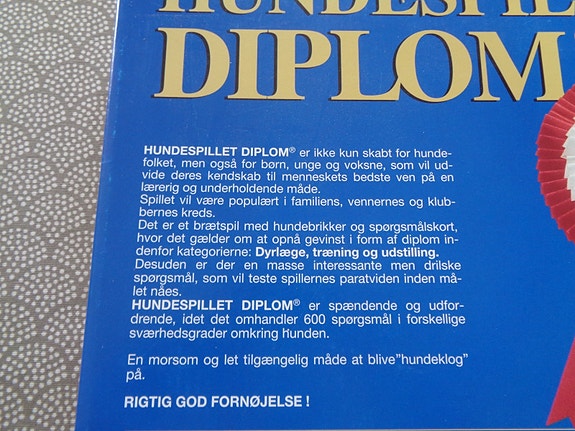 HUNDESPIL
DIPLOM
HUNDESPILLET DIPLOM® er ikke kun skabt for hunde-
folket, men også for børn, unge og voksne, som vil ud-
vide deres kendskab til menneskets bedste ven på en
lærerig og underholdende måde.
Spillet vil være populært i familiens, vennernes og klub-
bernes kreds.
Det er et brætspil med hundebrikker og spørgsmålskort,
hvor det gælder om at opnå gevinst i form af diplom in-
denfor kategorierne: Dyrlæge, træning og udstilling.
Desuden er der en masse interessante men drilske
spørgsmål, som vil teste spillernes paratviden inden må-
let nåes.
HUNDESPILLET DIPLOM® er spændende og udfor-
drende, idet det omhandler 600 spørgsmål i forskellige
sværhedsgrader omkring hunden.
En morsom og let tilgængelig måde at blive"hundeklog"
på.
RIGTIG GOD FORNØJELSE !